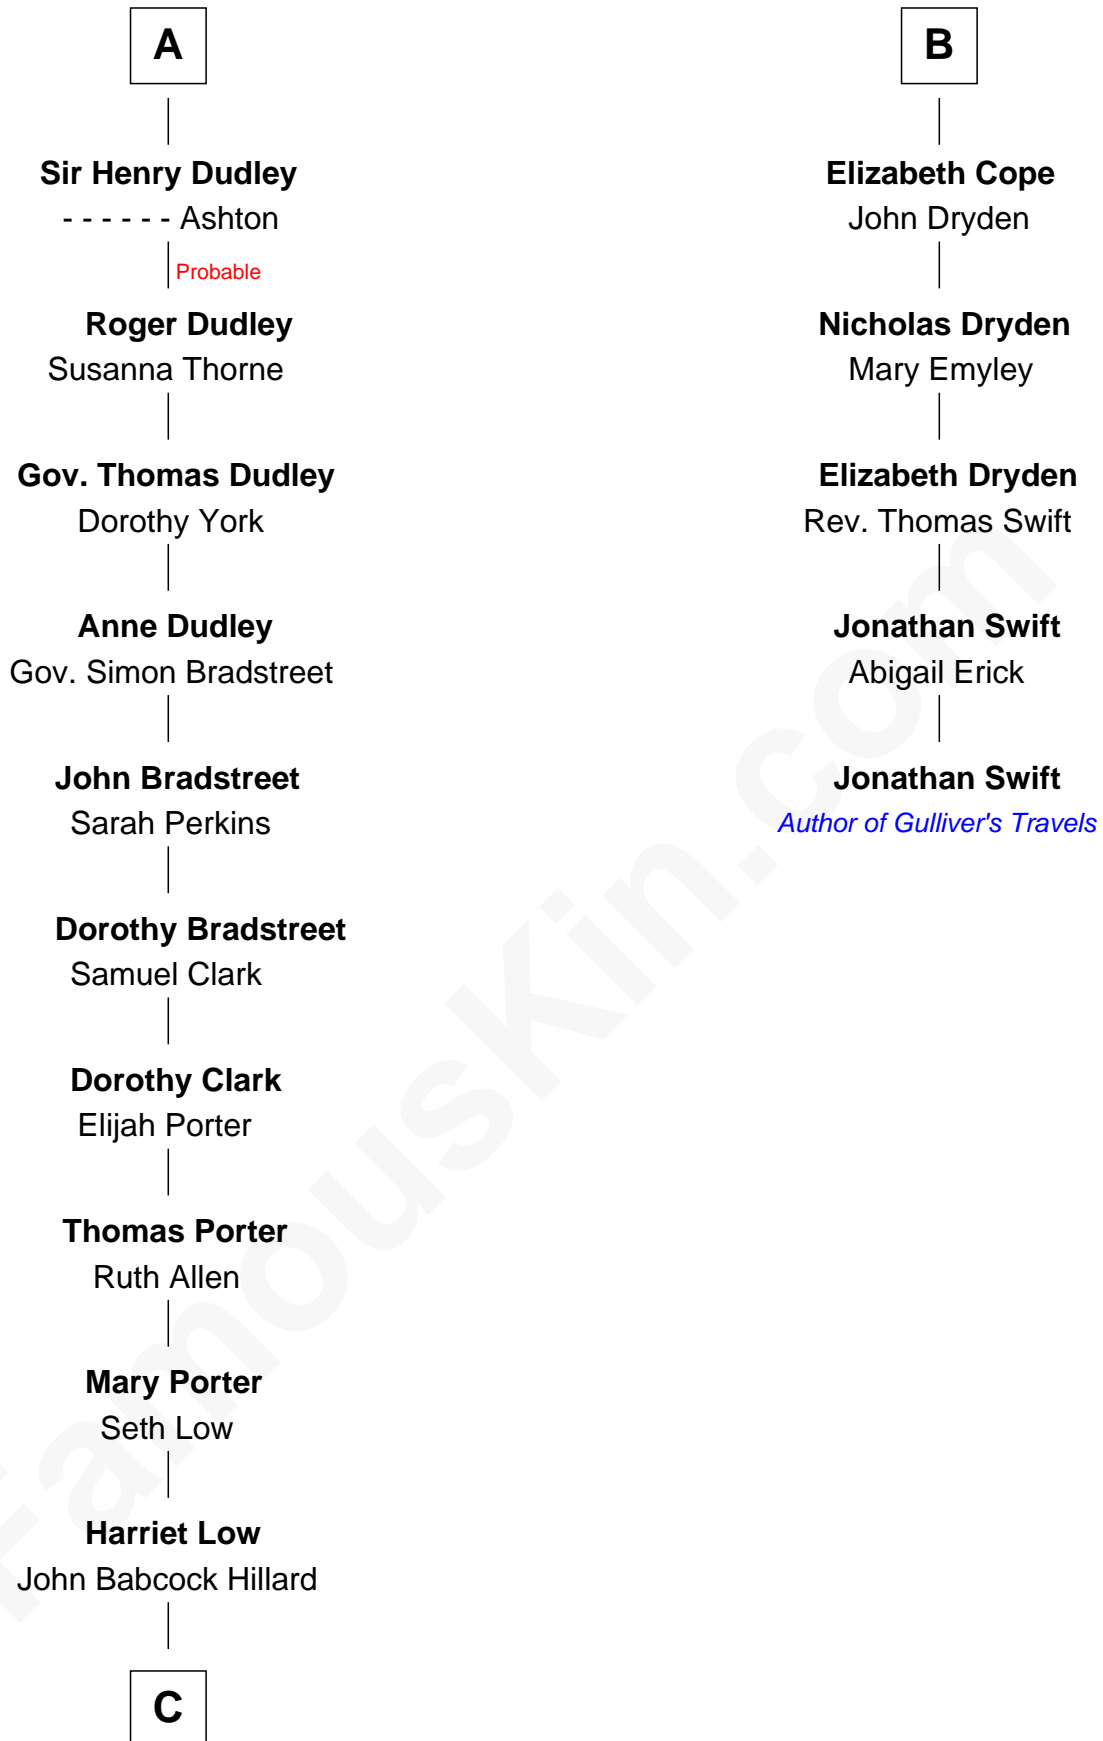 A
Sir Henry Dudley
- - - - - - Ashton
Probable
Roger Dudley
Susanna Thorne
Gov. Thomas Dudley
Dorothy York
Anne Dudley
Gov. Simon Bradstreet
John Bradstreet
Sarah Perkins
Dorothy Bradstreet
Samuel Clark
Dorothy Clark
Elijah Porter
Thomas Porter
Ruth Allen
Mary Porter
Seth Low
Harriet Low
John Babcock Hillard
C
B
Elizabeth Cope
John Dryden
Nicholas Dryden
Mary Emyley
Elizabeth Dryden
Rev. Thomas Swift
Jonathan Swift
Abigail Erick
Jonathan Swift
Author of Gulliver's Travels
FamousKin.com